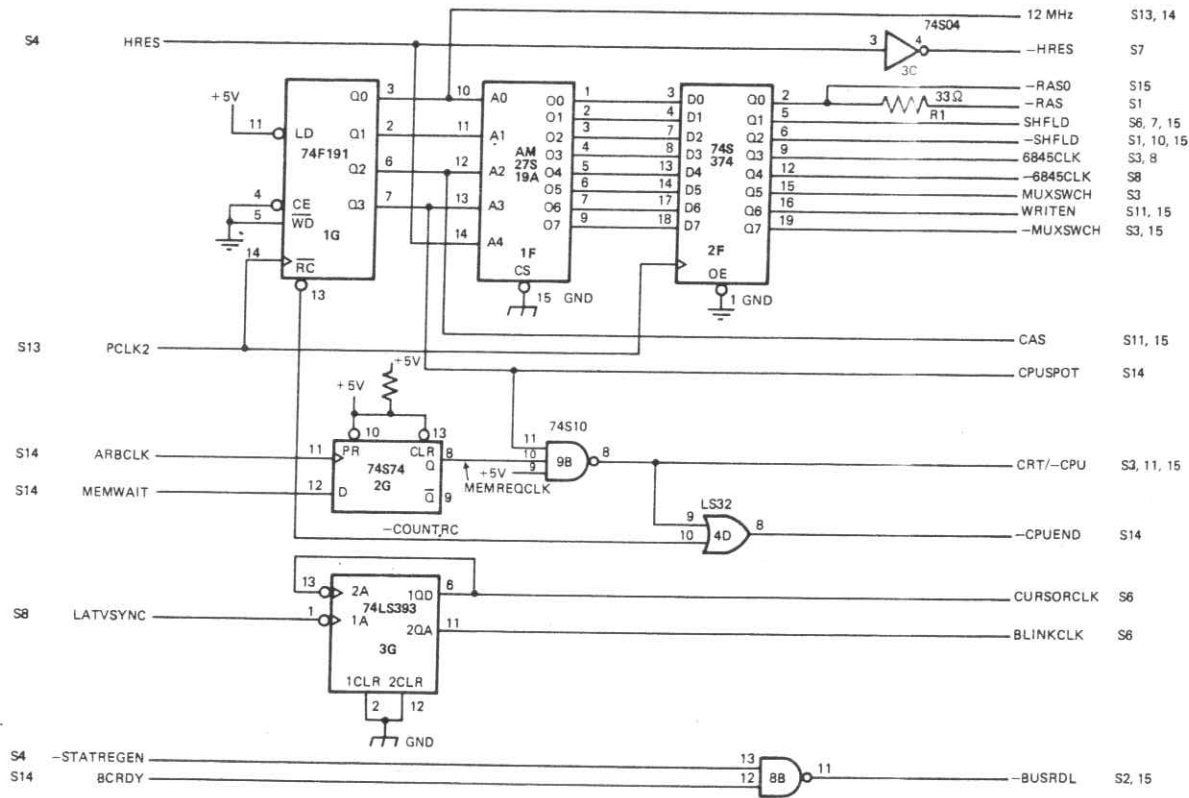 12 MHz S13, 14
74S04
S4 HRES 3 4 -HRES S7
3C
-RAS0 S15
33Ω
-RAS S1
R1
+5V
3 Q0 10 A0 O0 1 3 D0 Q0 2
11 LD Q1 2 11 A1 O1 2 4 D1 Q1 5 SHFLD S6, 7, 15
74F191 O2 3 7 D2 Q2 6 -SHFLD S1, 10, 15
Q2 6 12 A2 AM 27S 19A O3 4 8 D3 74S 374 Q3 9 6845CLK S3, 8
O4 5 13 D4 Q4 12 -6845CLK S8
4 CE Q3 7 13 A3 O5 6 14 D5 Q5 15 MUXSWCH S3
5 WD O6 7 17 D6 Q6 16 WRITEN S11, 15
1G 14 A4 O7 9 18 D7 Q7 19 -MUXSWCH S3, 15
14 RC 1F 2F
13 CS OE
15 GND 1 GND
CAS S11, 15
S13 PCLK2
+5V
CPUSPOT S14
+5V
74S10
10 13
S14 ARBCLK 11 PR CLR 8 11
74S74 Q 10 9B 8 CRT/-CPU S3, 11, 15
+5V 9
S14 MEMWAIT 12 D 2G Q 9 MEMREQCLK
LS32
-COUNTRC 9
10 4D 8 -CPUEND S14
13 2A 1QD 6 CURSORCLK S6
74LS393
S8 LATVSYNC 1 1A
2QA 11 BLINKCLK S6
3G
1CLR 2CLR
2 12
GND
S4 -STATREGEN 13
S14 BCRDY 12 8B 11 -BUSRDL S2, 15